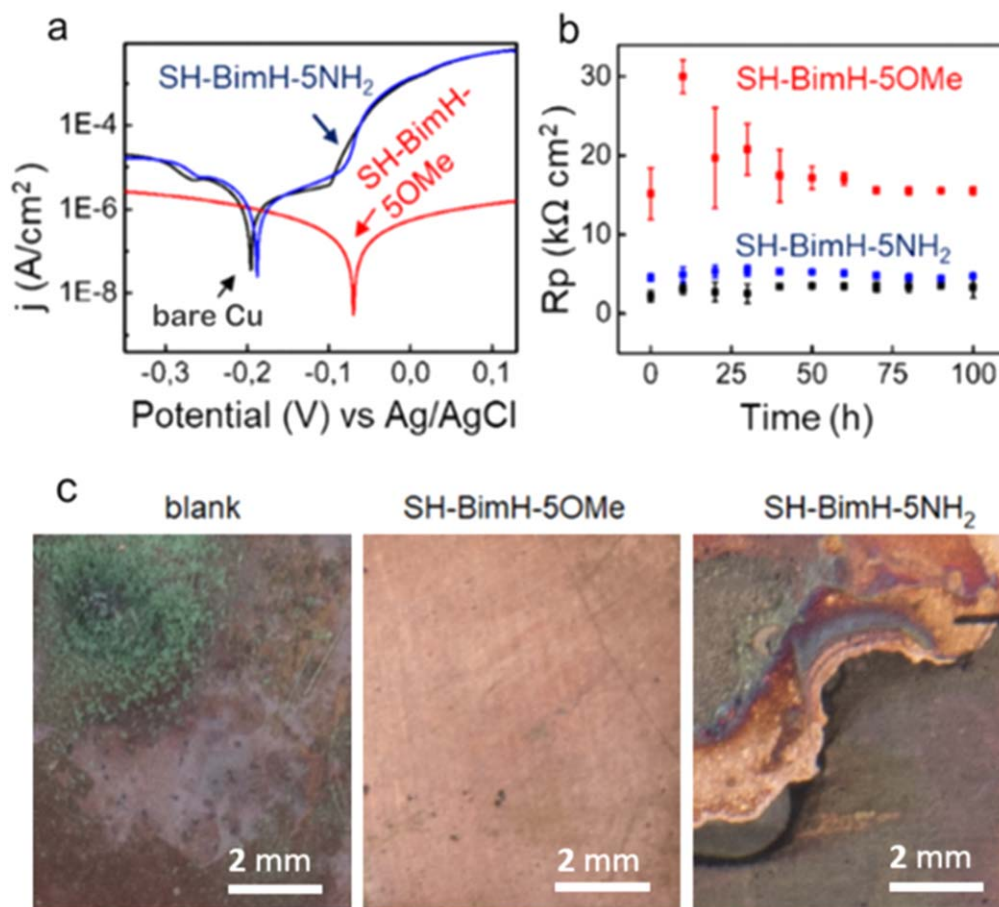 a
SH-BimH-5NH₂
SH-BimH-
5OMe
bare Cu
1E-4
1E-6
1E-8
j (A/cm²)
-0,3 -0,2 -0,1 0,0 0,1
Potential (V) vs Ag/AgCl
b
SH-BimH-5OMe
SH-BimH-5NH₂
30
20
10
0
Rp (kΩ cm²)
0 25 50 75 100
Time (h)
c
blank
SH-BimH-5OMe
SH-BimH-5NH₂
2 mm
2 mm
2 mm